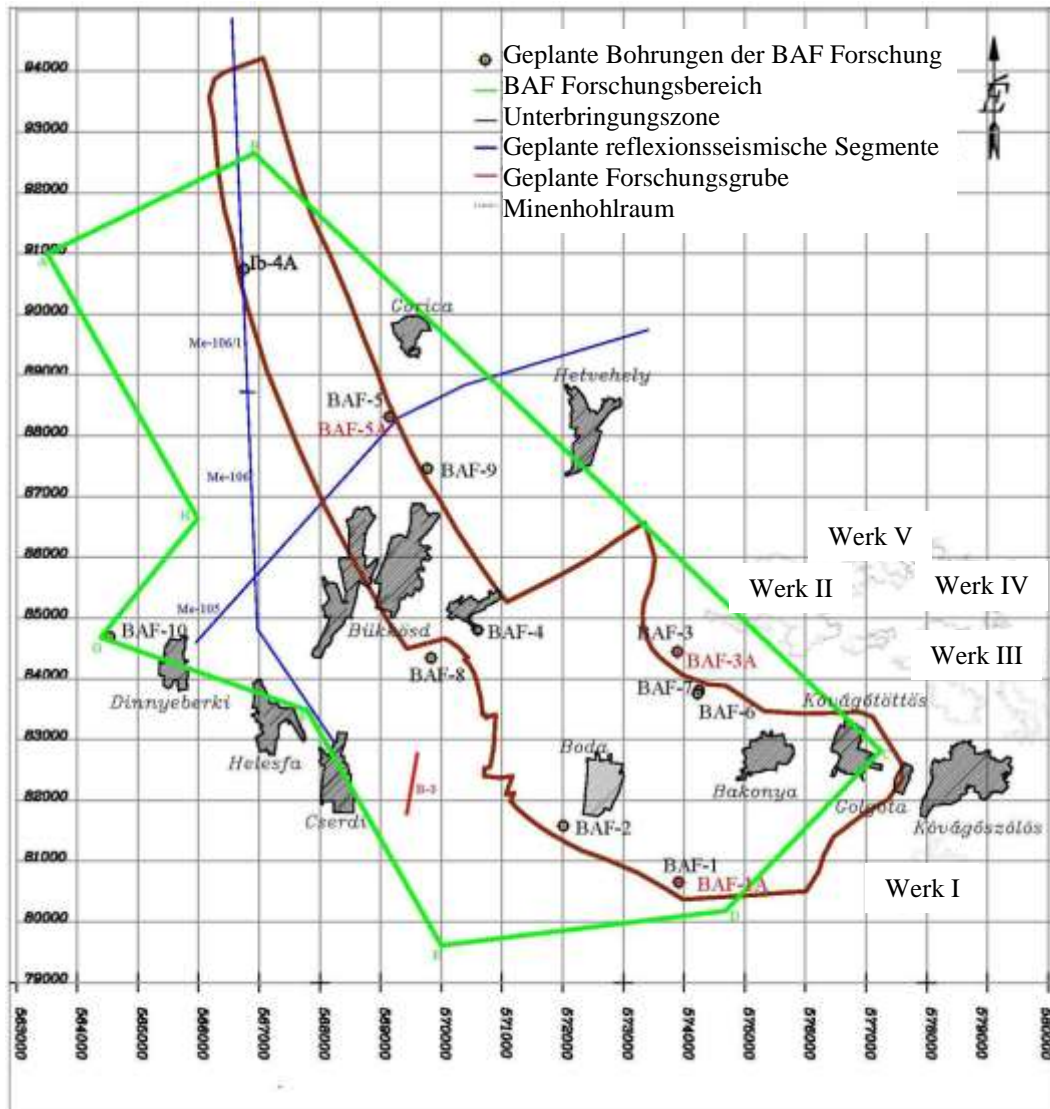 Geplante Bohrungen der BAF Forschung
BAF Forschungsbereich
Unterbringungszone
Geplante reflexionsseismische Segmente
Geplante Forschungsgrube
Minenhohlraum
94000
93000
92000
91000
90000
89000
88000
87000
86000
85000
84000
83000
82000
81000
80000
79000
B
A
Ib-4A
Gorica
Me-106/1
Hetvehely
BAF-5
BAF-5A
BAF-9
Me-106
Werk V
Werk II
Werk IV
Me-105
Bükkösd
BAF-10
BAF-4
BAF-3
BAF-3A
Werk III
Dinnyeberki
BAF-8
BAF-7
BAF-6
Kővágótöttös
Helesfa
Boda
Bakonya
Cserdi
Golgota
Kővágószőlös
BAF-2
BAF-1
BAF-1A
Werk I
D
E
563000
564000
565000
566000
567000
568000
569000
570000
571000
572000
573000
574000
575000
576000
577000
578000
579000